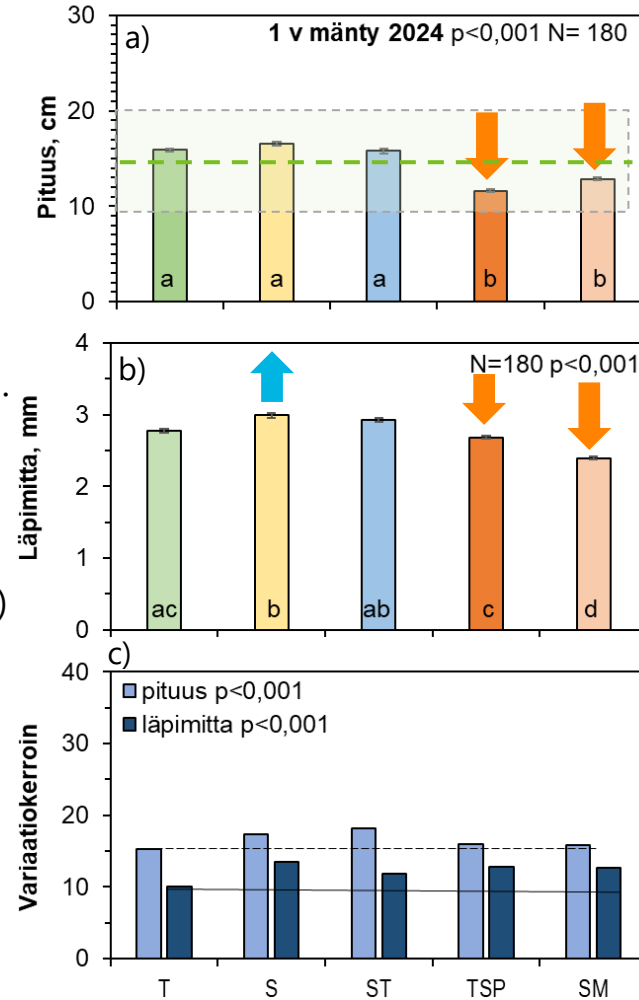 a)
1 v mänty 2024 p<0,001 N= 180
Pituus, cm
30
20
10
0
a
a
a
b
b
b)
N=180 p<0,001
Läpimitta, mm
4
3
2
1
0
ac
b
ab
c
d
.
)
c)
pituus p<0,001
läpimitta p<0,001
Variaatiokerroin
40
30
20
10
0
T
S
ST
TSP
SM